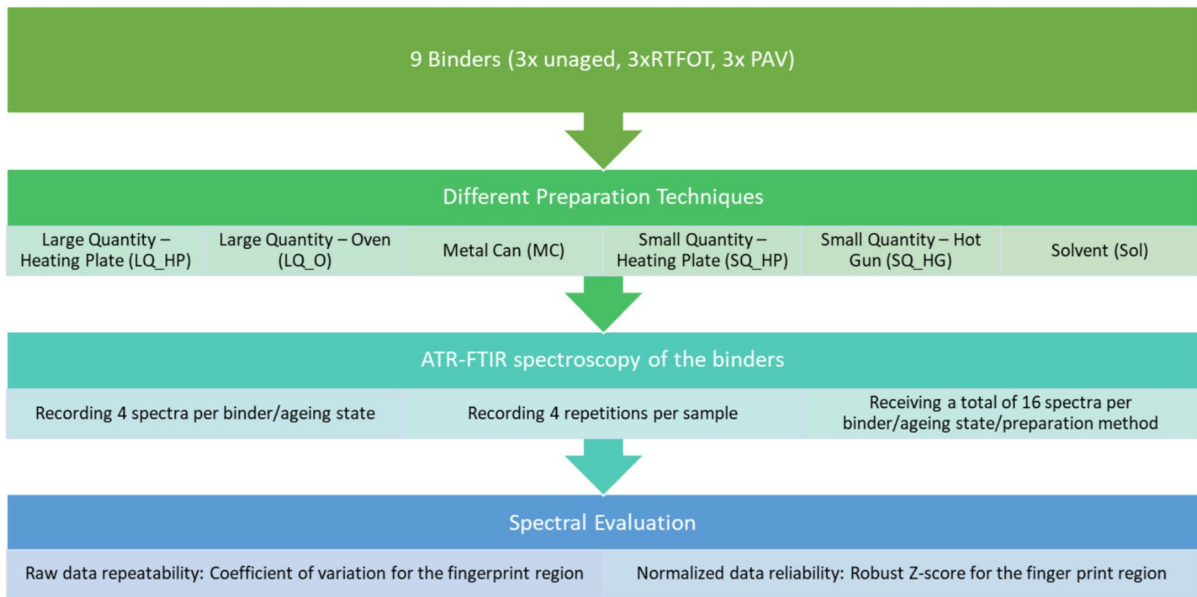 9 Binders (3x unaged, 3xRTFOT, 3x PAV)
Different Preparation Techniques
Large Quantity –
Heating Plate (LQ_HP)
Large Quantity – Oven
(LQ_O)
Metal Can (MC)
Small Quantity –
Heating Plate (SQ_HP)
Small Quantity – Hot
Gun (SQ_HG)
Solvent (Sol)
ATR-FTIR spectroscopy of the binders
Recording 4 spectra per binder/ageing state
Recording 4 repetitions per sample
Receiving a total of 16 spectra per
binder/ageing state/preparation method
Spectral Evaluation
Raw data repeatability: Coefficient of variation for the fingerprint region
Normalized data reliability: Robust Z-score for the finger print region